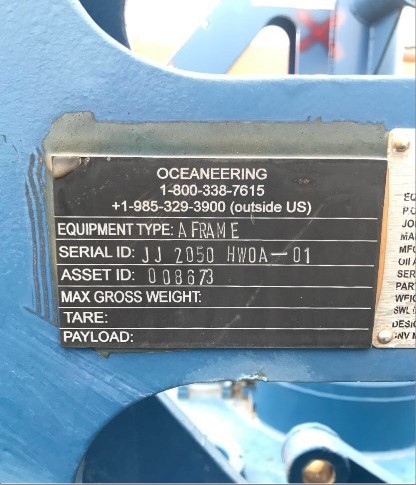 OCEANEERING
1-800-338-7615
+1-985-329-3900 (outside US)
EQUIPMENT TYPE: A FRAME
SERIAL ID: JJ 2050 HWOA-01
ASSET ID: 008673
MAX GROSS WEIGHT:
TARE:
PAYLOAD: